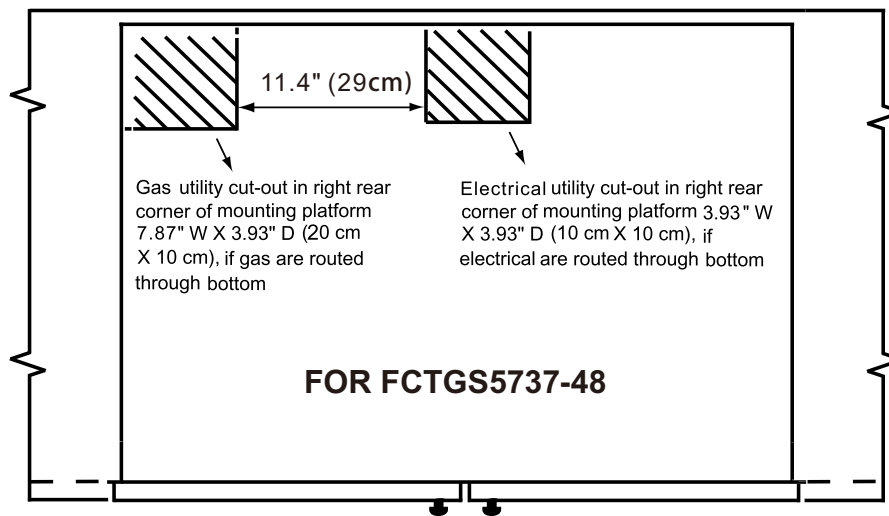 11.4" (29cm)
Gas utility cut-out in right rear
corner of mounting platform
7.87" W X 3.93" D (20 cm
X 10 cm), if gas are routed
through bottom
Electrical utility cut-out in right rear
corner of mounting platform 3.93" W
X 3.93" D (10 cm X 10 cm), if
electrical are routed through bottom
FOR FCTGS5737-48